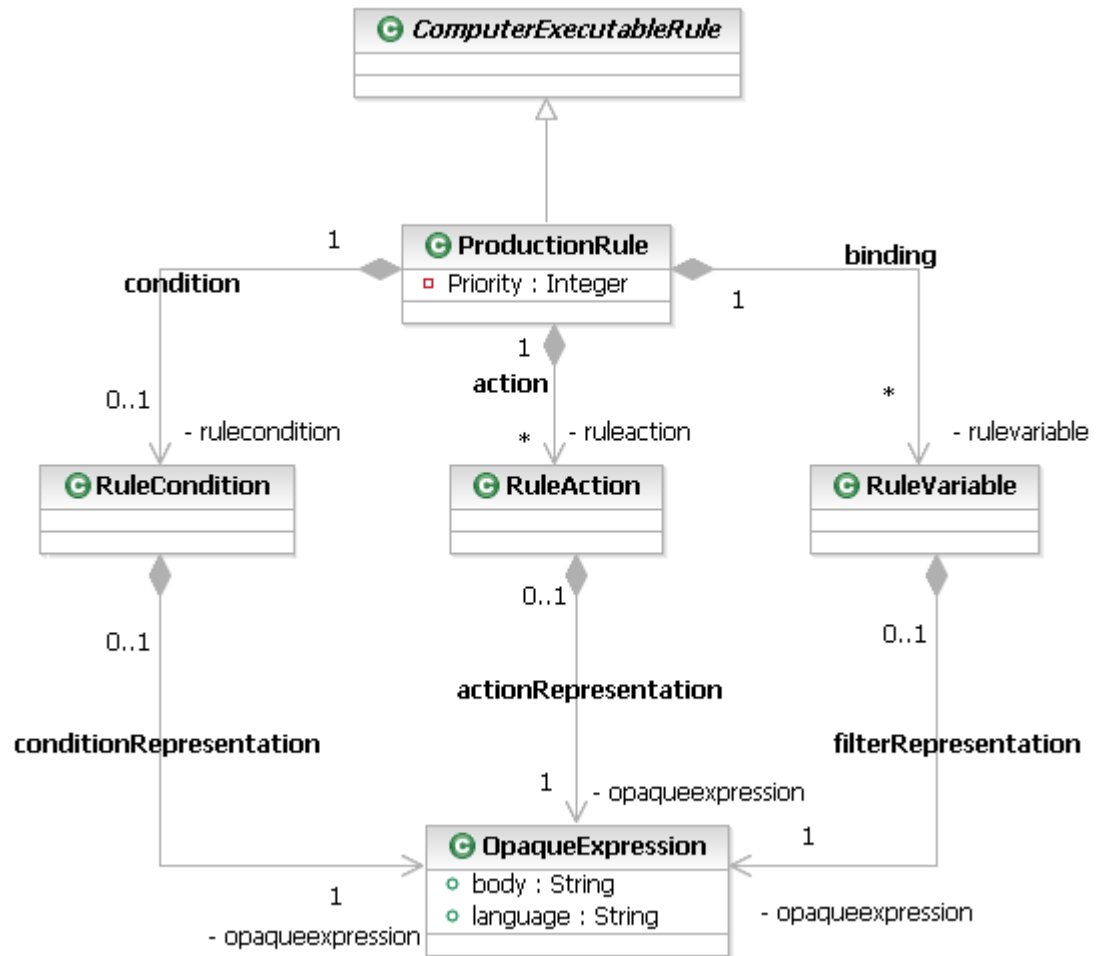 ComputerExecutableRule
1
ProductionRule
binding
condition
Priority : Integer
1
1
action
0..1
*
- rulecondition
*
- ruleaction
- rulevariable
RuleCondition
RuleAction
RuleVariable
0..1
0..1
0..1
actionRepresentation
conditionRepresentation
filterRepresentation
1
- opaqueexpression
OpaqueExpression
1
body : String
1
language : String
- opaqueexpression
- opaqueexpression